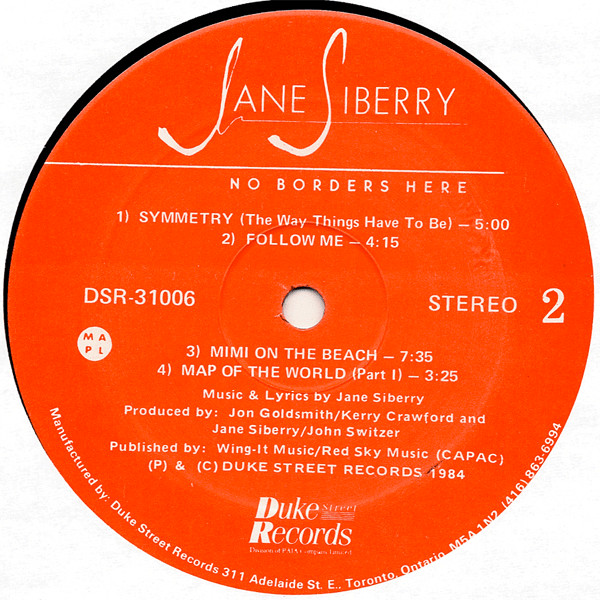 JANE SIBERRY
NO BORDERS HERE
1) SYMMETRY (The Way Things Have To Be) – 5:00
2) FOLLOW ME – 4:15
DSR-31006
STEREO 2
M A
P L
3) MIMI ON THE BEACH – 7:35
4) MAP OF THE WORLD (Part I) – 3:25
Music & Lyrics by Jane Siberry
Produced by: Jon Goldsmith/Kerry Crawford and
Jane Siberry/John Switzer
Published by: Wing-It Music/Red Sky Music (CAPAC)
(P) & (C) DUKE STREET RECORDS 1984
Duke Street
Records
Division of Company Limited
Manufactured by: Duke Street Records 311 Adelaide St. E., Toronto, Ontario, M5A 1N2, (416) 863-6994